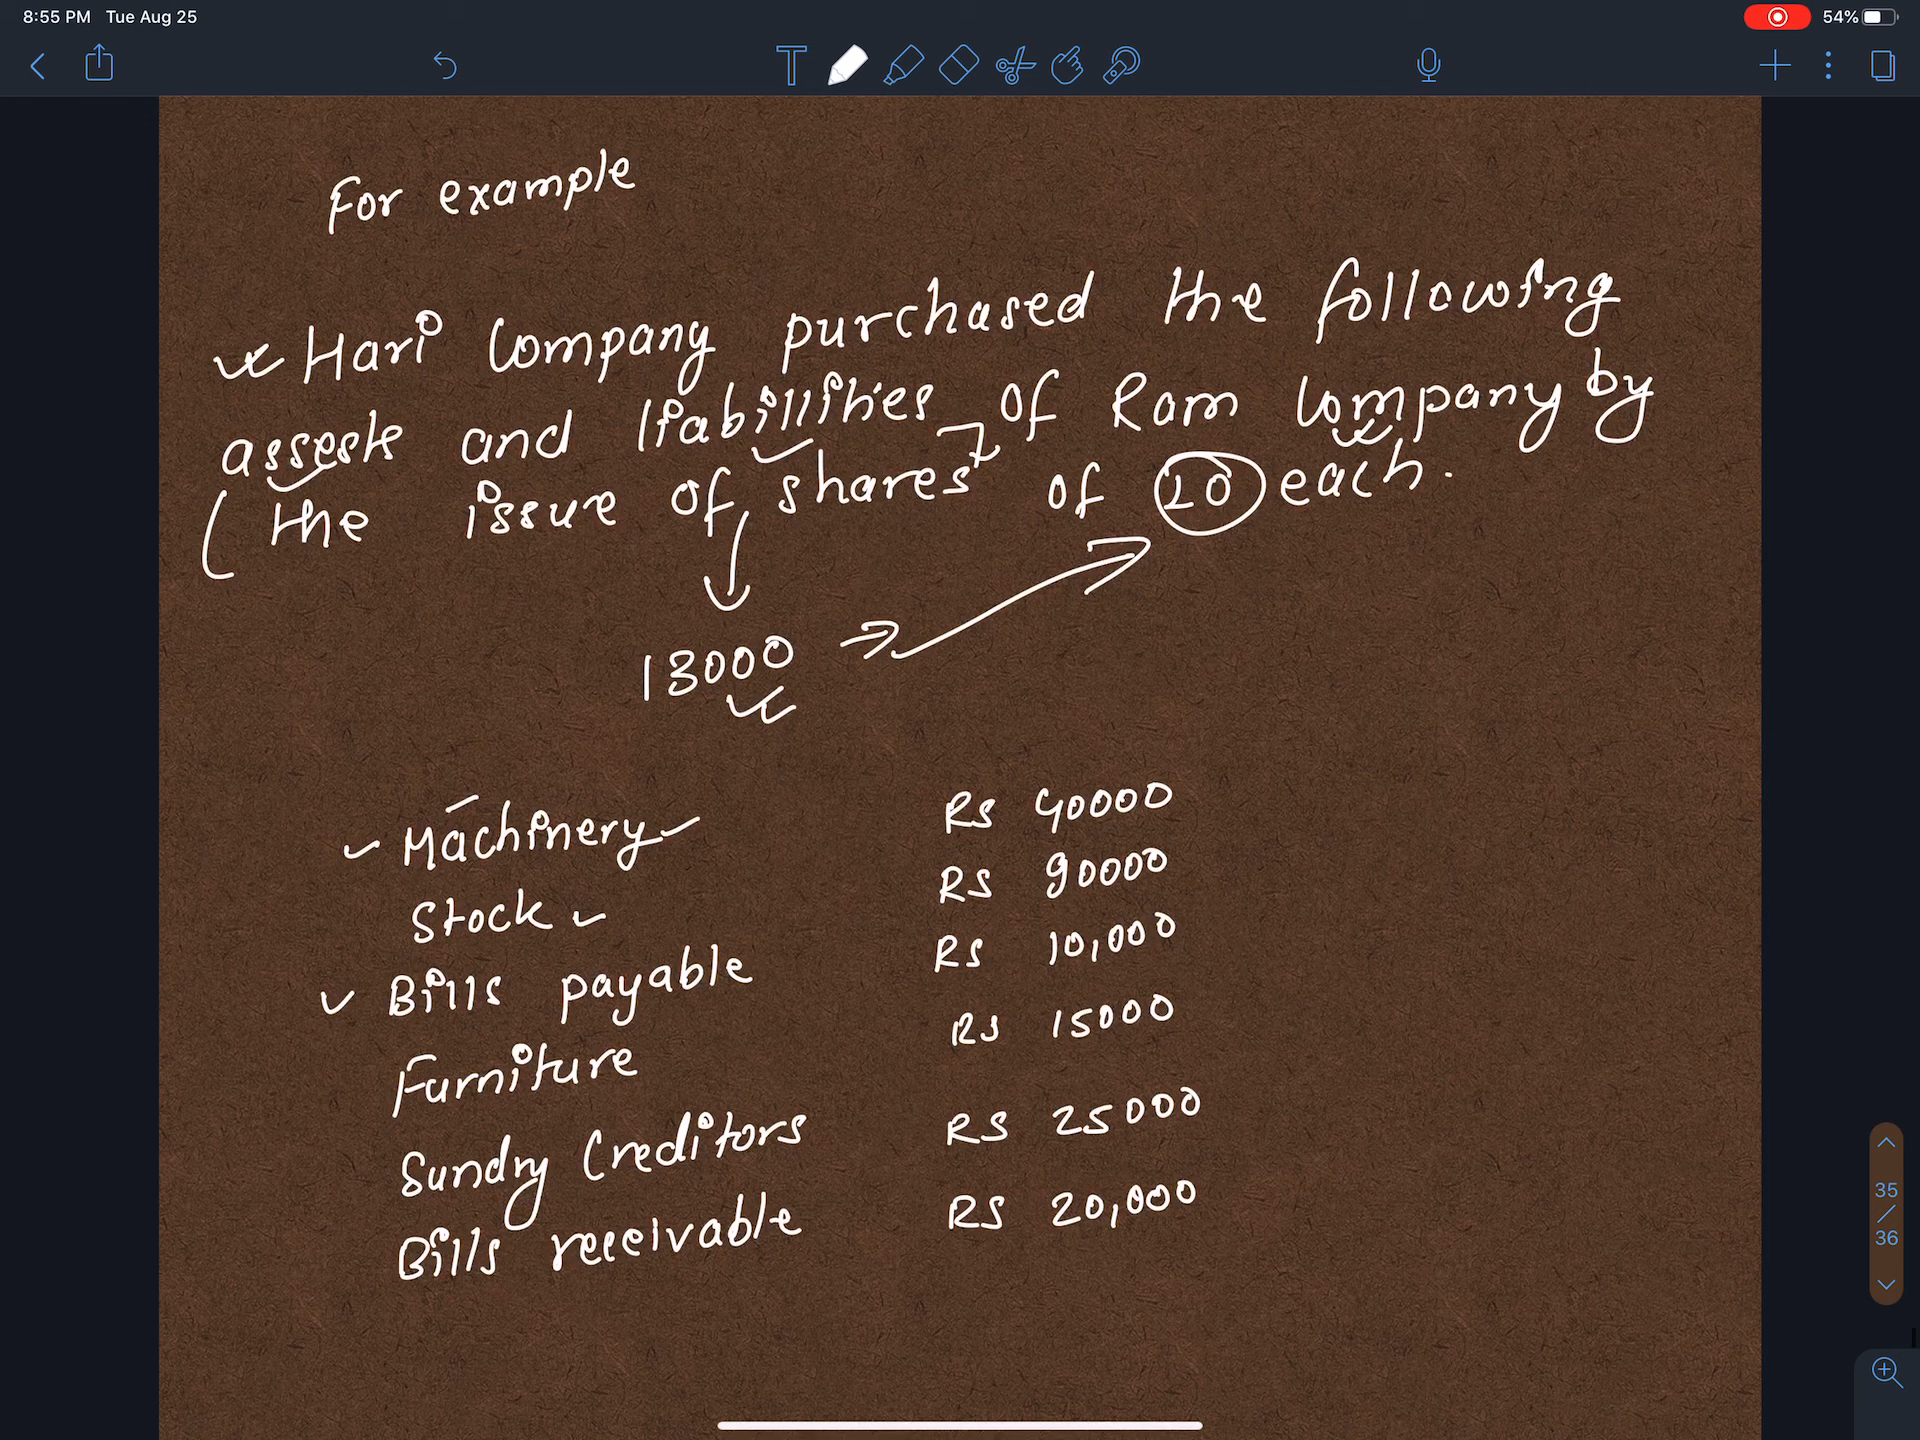 8:55 PM Tue Aug 25
54%
For example
Hari Company purchased the following
assests and liabilities of Ram Company by
the issue of shares of 10 each.
13000
Machinery Rs 40000
Stock Rs 90000
Bills payable Rs 10,000
Furniture Rs 15000
Sundry Creditors Rs 25000
Bills receivable Rs 20,000
35
/
36